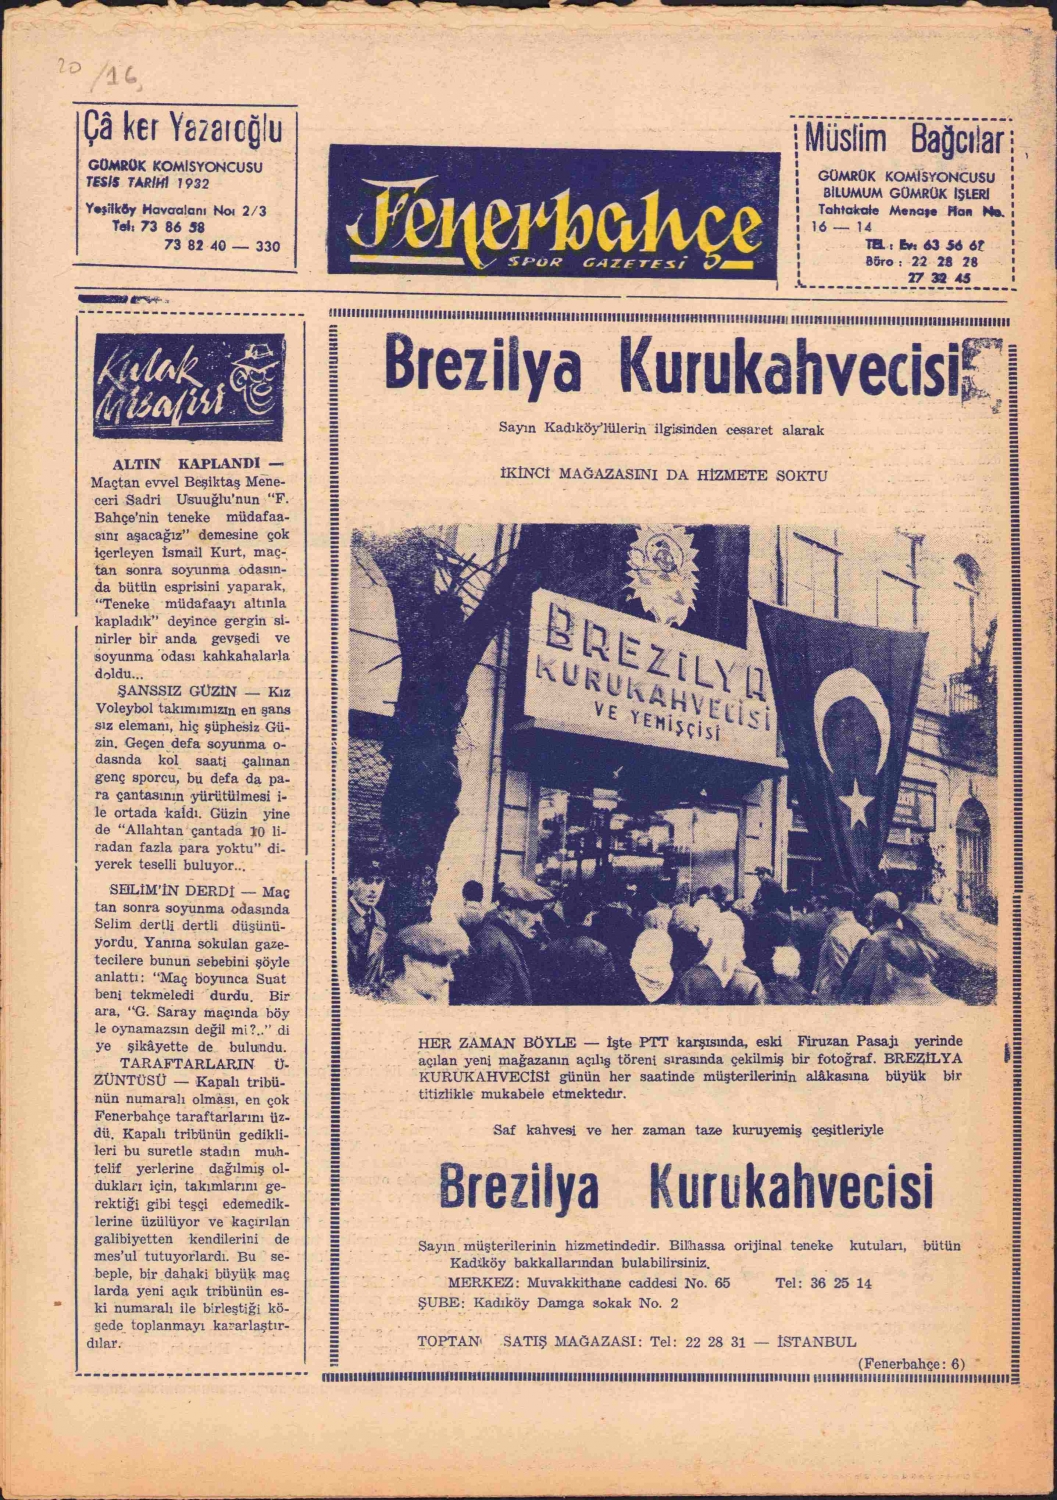 20 /16
Çâ ker Yazaroğlu
GÜMRÜK KOMİSYONCUSU
TESİS TARİHİ 1932
Yeşilköy Havaalanı No: 2/3
Tel: 73 86 58
73 82 40 — 330
Fenerbahçe
SPOR GAZETESİ
Müslim Bağcılar
GÜMRÜK KOMİSYONCUSU
BİLUMUM GÜMRÜK İŞLERİ
Tahtakale Menaşe Han No.
16 — 14
TEL : Ev: 63 56 67
Büro : 22 28 28
27 32 45
Kulak
Misafiri
ALTIN KAPLANDI —
Maçtan evvel Beşiktaş Mene-
ceri Sadri Usuuğlu'nun "F.
Bahçe'nin teneke müdafaa-
sını aşacağız" demesine çok
içerleyen İsmail Kurt, maç-
tan sonra soyunma odasın-
da bütün esprisini yaparak,
"Teneke müdafaayı altınla
kapladık" deyince gergin si-
nirler bir anda gevşedi ve
soyunma odası kahkahalarla
doldu...
ŞANSSIZ GÜZİN — Kız
Voleybol takımımızın en şans
sız elemanı, hiç şüphesiz Gü-
zin. Geçen defa soyunma o-
dasnda kol saati çalınan
genç sporcu, bu defa da pa-
ra çantasının yürütülmesi i-
le ortada kaldı. Güzin yine
de "Allahtan çantada 10 li-
radan fazla para yoktu" di-
yerek teselli buluyor...
SELİM'İN DERDİ — Maç
tan sonra soyunma odasında
Selim dertli dertli düşünü-
yordu. Yanına sokulan gaze-
tecilere bunun sebebini şöyle
anlattı: "Maç boyunca Suat
beni tekmeledi durdu. Bir
ara, "G. Saray maçında böy
le oynamazsın değil mi?.." di
ye şikâyette de bulundu.
TARAFTARLARIN Ü-
ZÜNTÜSÜ — Kapalı tribü-
nün numaralı olması, en çok
Fenerbahçe taraftarlarını üz-
dü. Kapalı tribünün gedikli-
leri bu suretle stadın muh-
telif yerlerine dağılmış ol-
dukları için, takımlarını ge-
rektiği gibi teşçi edemedik-
lerine üzülüyor ve kaçırılan
galibiyetten kendilerini de
mes'ul tutuyorlardı. Bu se-
beple, bir dahaki büyük maç
larda yeni açık tribünün es-
ki numaralı ile birleştiği kö-
şede toplanmayı kararlaştır-
dılar.
Brezilya Kurukahvecisi
Sayın Kadıköy'lülerin ilgisinden cesaret alarak
İKİNCİ MAĞAZASINI DA HİZMETE SOKTU
BREZİLYA
KURUKAHVECİSİ
VE YEMİŞÇİSİ
HER ZAMAN BÖYLE — İşte PTT karşısında, eski Firuzan Pasajı yerinde
açılan yeni mağazanın açılış töreni sırasında çekilmiş bir fotoğraf. BREZİLYA
KURUKAHVECİSİ günün her saatinde müşterilerinin alâkasına büyük bir
titizlikle mukabele etmektedir.
Saf kahvesi ve her zaman taze kuruyemiş çeşitleriyle
Brezilya Kurukahvecisi
Sayın müşterilerinin hizmetindedir. Bilhassa orijinal teneke kutuları, bütün
Kadıköy bakkallarından bulabilirsiniz.
MERKEZ: Muvakkithane caddesi No. 65 Tel: 36 25 14
ŞUBE: Kadıköy Damga sokak No. 2
TOPTAN SATIŞ MAĞAZASI: Tel: 22 28 31 — İSTANBUL
(Fenerbahçe: 6)